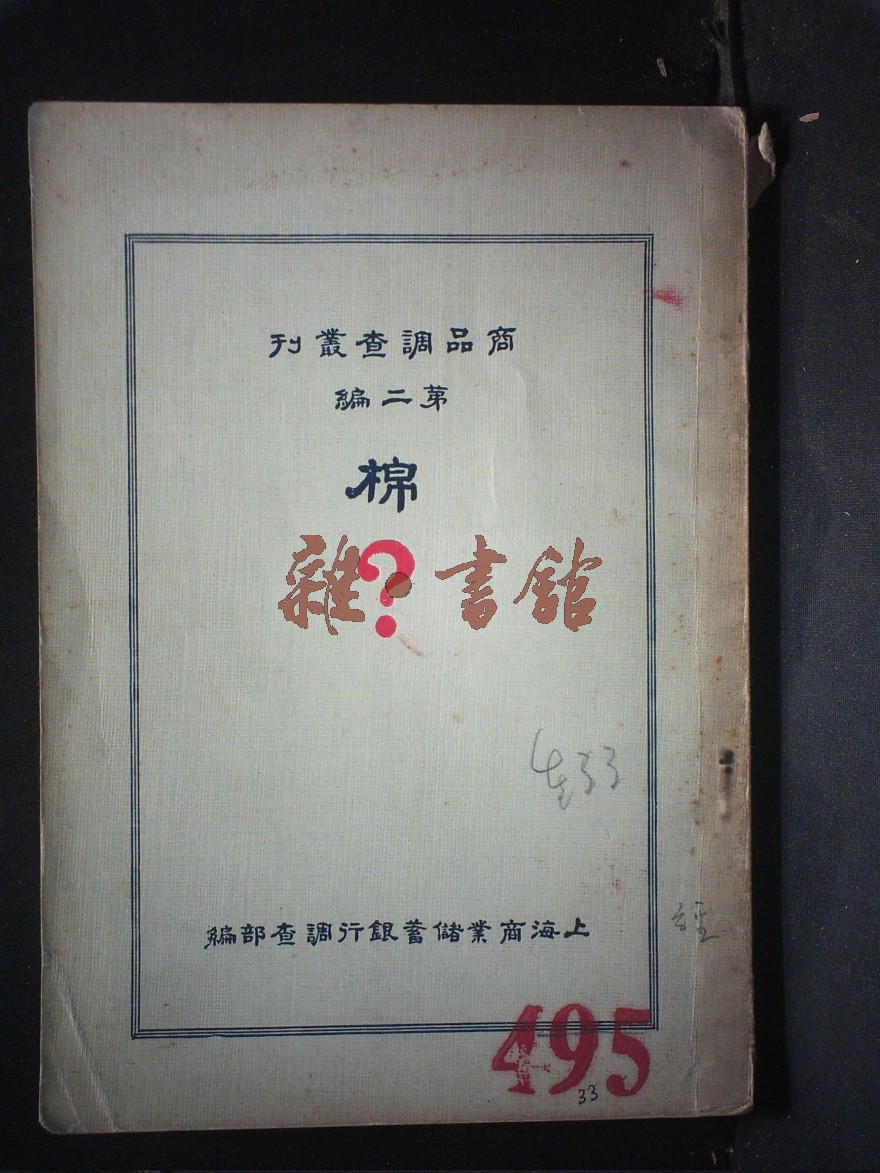 商品調查叢刊
第二編
棉
雜·書館
?
上海商業儲蓄銀行調查部編
495
33